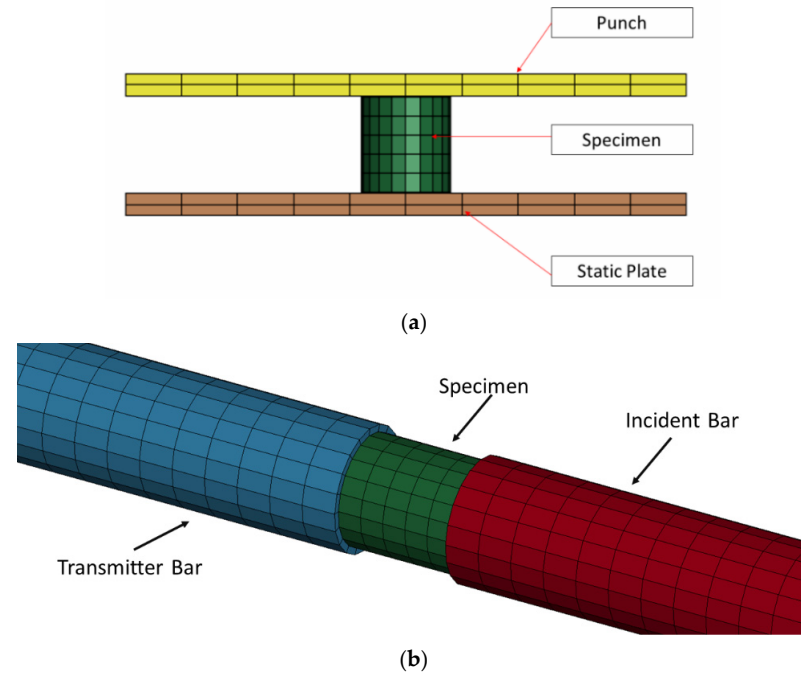 Punch
Specimen
Static Plate
(a)
Specimen
Incident Bar
Transmitter Bar
(b)